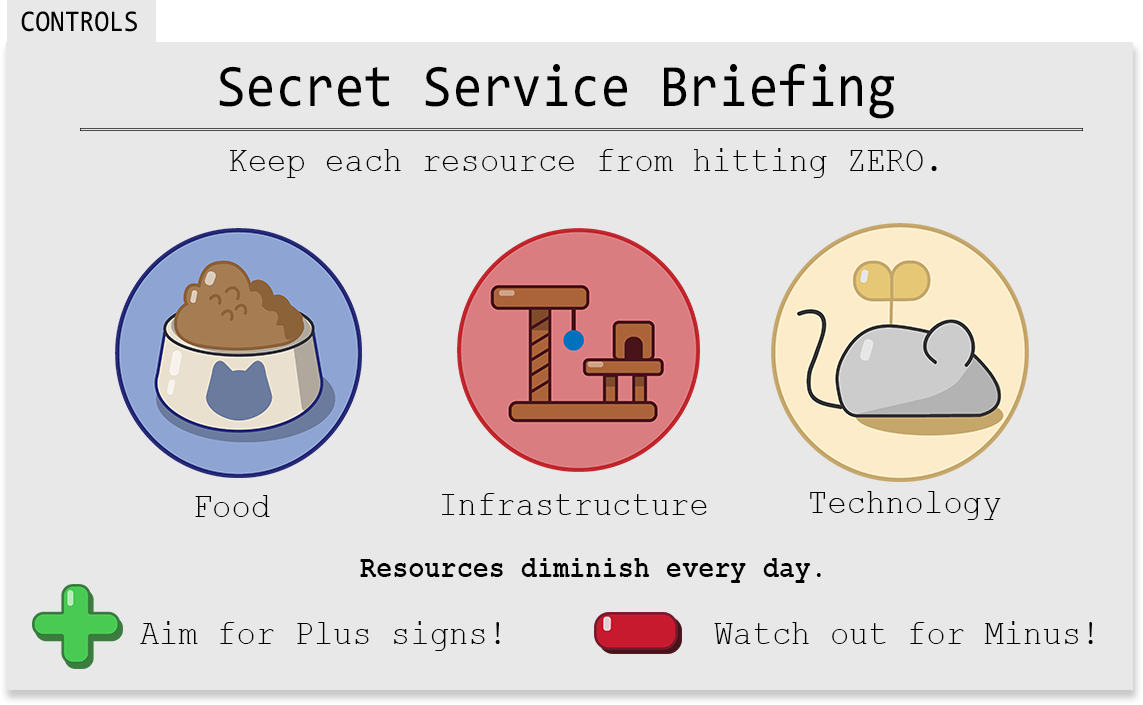 CONTROLS
Secret Service Briefing
Keep each resource from hitting ZERO.
Food
Infrastructure
Technology
Resources diminish every day.
Aim for Plus signs!
Watch out for Minus!